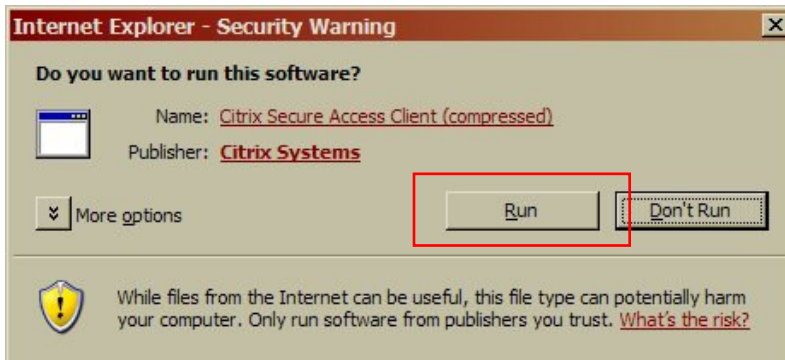 Internet Explorer - Security Warning
Do you want to run this software?
Name: Citrix Secure Access Client (compressed)
Publisher: Citrix Systems
More options
Run
Don't Run
While files from the Internet can be useful, this file type can potentially harm
your computer. Only run software from publishers you trust. What's the risk?